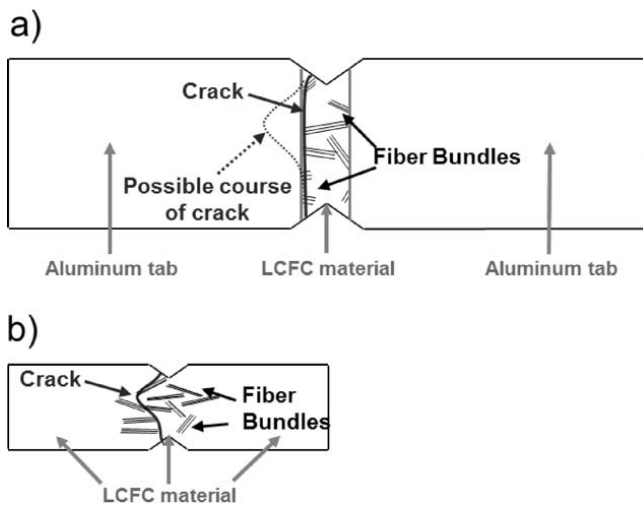 a)
Crack
Fiber Bundles
Possible course
of crack
Aluminum tab
LCFC material
Aluminum tab
b)
Crack
Fiber
Bundles
LCFC material